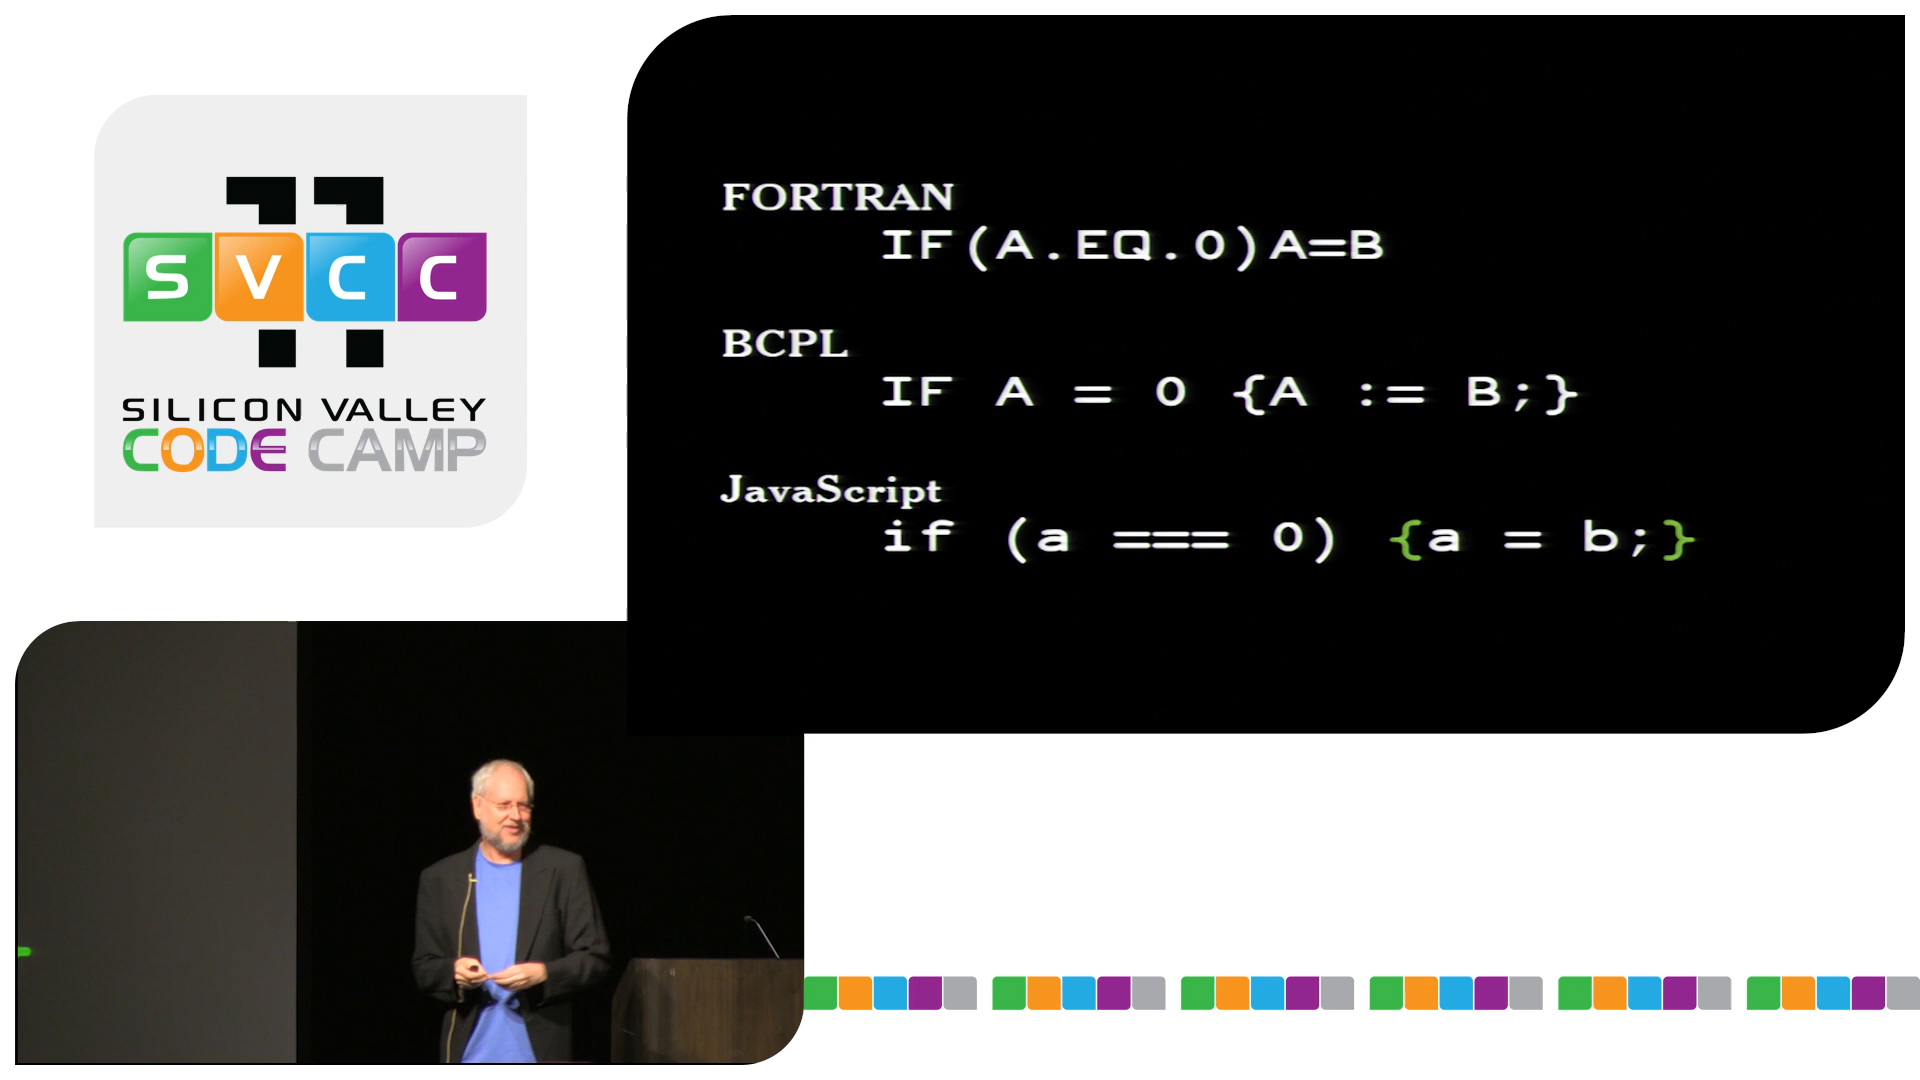 SVCC
SILICON VALLEY
CODE CAMP
FORTRAN
IF(A.EQ.0)A=B
BCPL
IF A = 0 {A := B;}
JavaScript
if (a === 0) {a = b;}